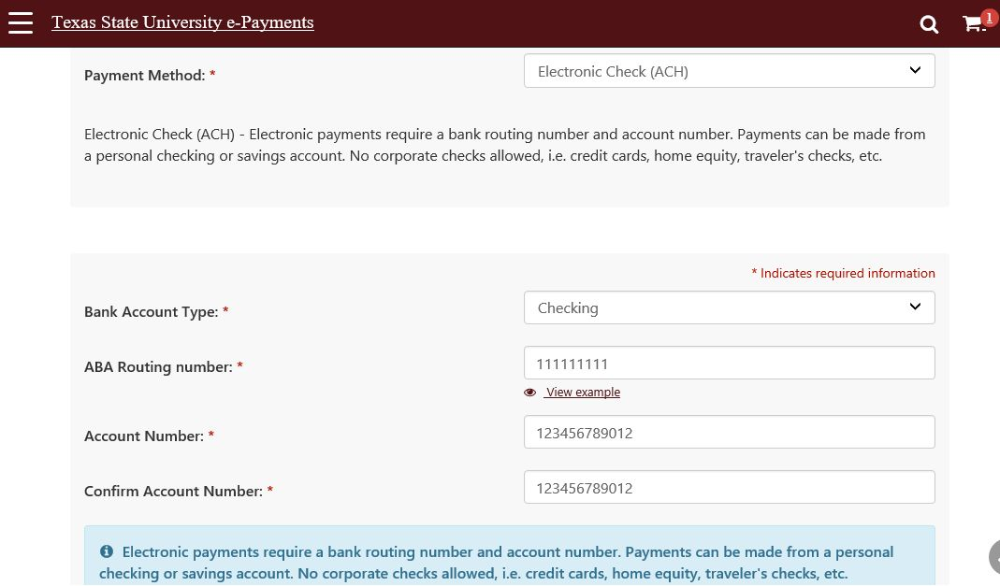 Texas State University e-Payments
1
Payment Method: *
Electronic Check (ACH)
Electronic Check (ACH) - Electronic payments require a bank routing number and account number. Payments can be made from
a personal checking or savings account. No corporate checks allowed, i.e. credit cards, home equity, traveler's checks, etc.
* Indicates required information
Bank Account Type: *
Checking
ABA Routing number: *
111111111
View example
Account Number: *
123456789012
Confirm Account Number: *
123456789012
Electronic payments require a bank routing number and account number. Payments can be made from a personal
checking or savings account. No corporate checks allowed, i.e. credit cards, home equity, traveler's checks, etc.